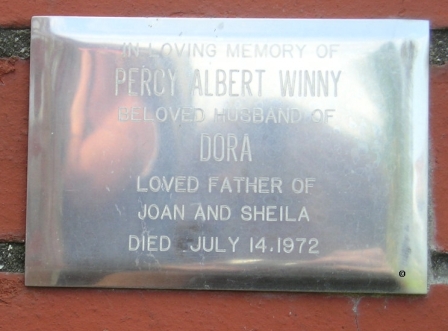 IN LOVING MEMORY OF
PERCY ALBERT WINNY
BELOVED HUSBAND OF
DORA
LOVED FATHER OF
JOAN AND SHEILA
DIED JULY 14.1972